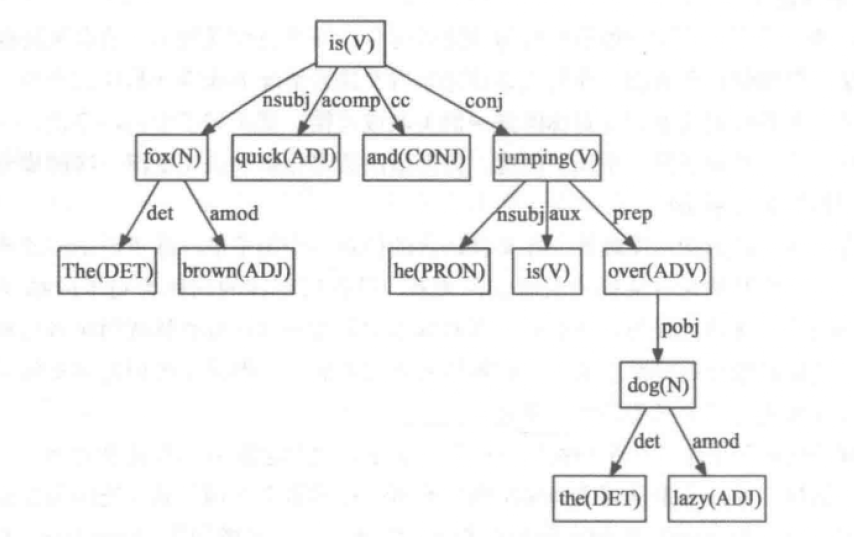 is(V)
nsubj acomp cc conj
fox(N) quick(ADJ) and(CONJ) jumping(V)
det amod nsubj aux prep
The(DET) brown(ADJ) he(PRON) is(V) over(ADV)
pobj
dog(N)
det amod
the(DET) lazy(ADJ)